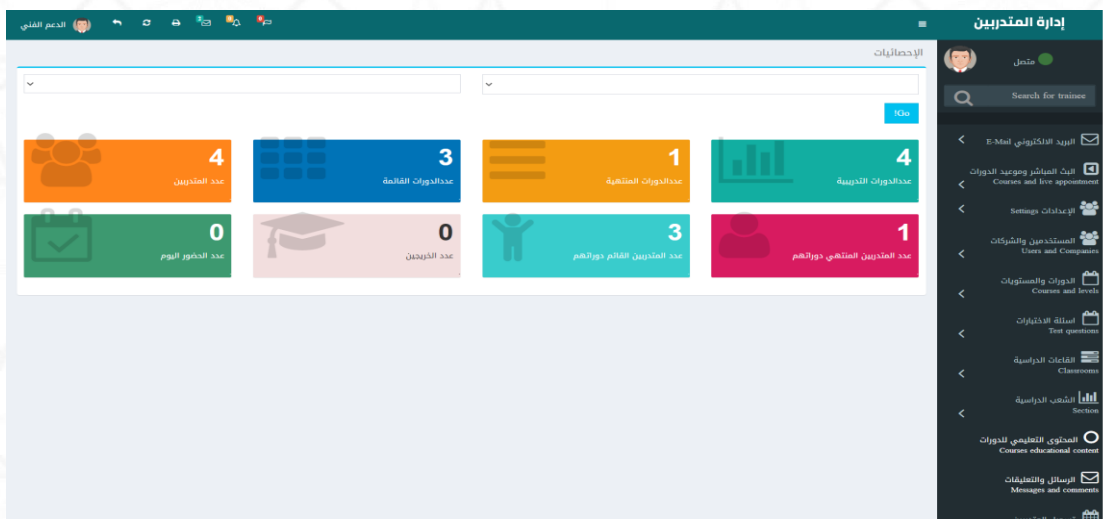 إدارة المتدربين
الدعم الفني
متصل
Search for trainee
البريد الالكتروني E-Mail
البث المباشر وموعيد الدورات
Courses and live appointment
الإعدادات Settings
المستخدمين والشركات
Users and Companies
الدورات والمستويات
Courses and levels
اسئلة الاختبارات
Test questions
القاعات الدراسية
Classrooms
الشعب الدراسية
Section
المحتوى التعليمي للدورات
Courses educational content
الرسائل والتعليقات
Messages and comments
الإحصائيات
Go!
4
عددالدورات التدريبية
1
عددالدورات المنتهية
3
عددالدورات القائمة
4
عدد المتدربين
1
عدد المتدربين المنتهي دوراتهم
3
عدد المتدربين القائم دوراتهم
0
عدد الخريجين
0
عدد الحضور اليوم